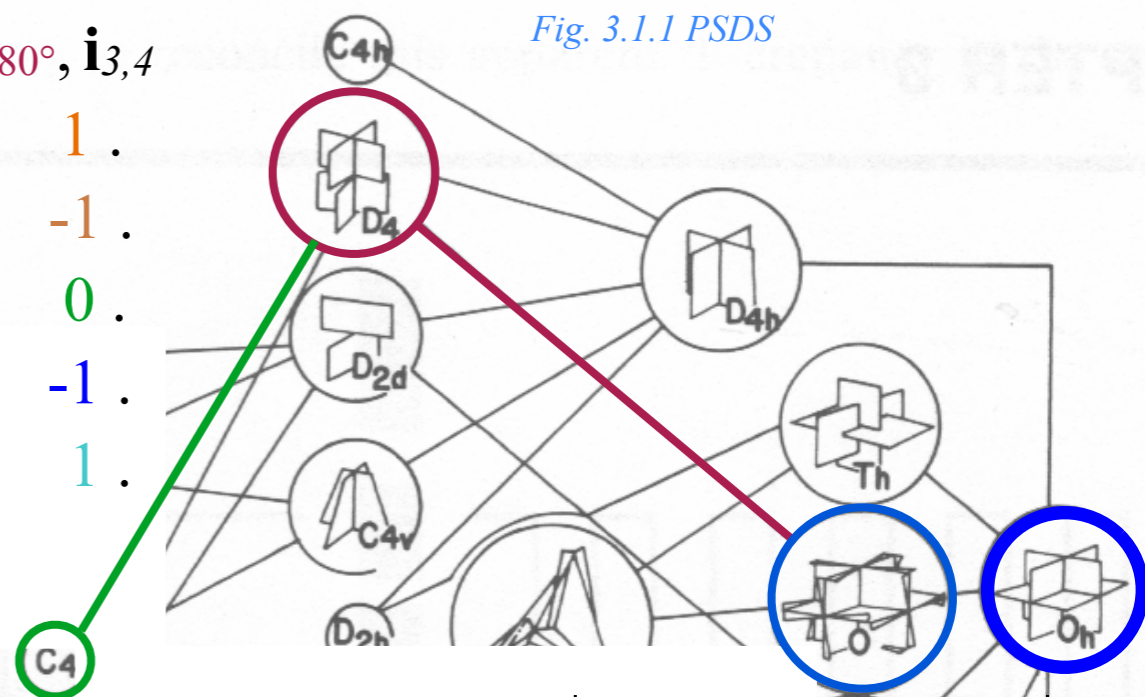 Fig. 3.1.1 PSDS
80°, i3,4
1 .
-1 .
0 .
-1 .
1 .
C4h
D4
D4h
D2d
Th
C4v
D2h
O
Oh
C4